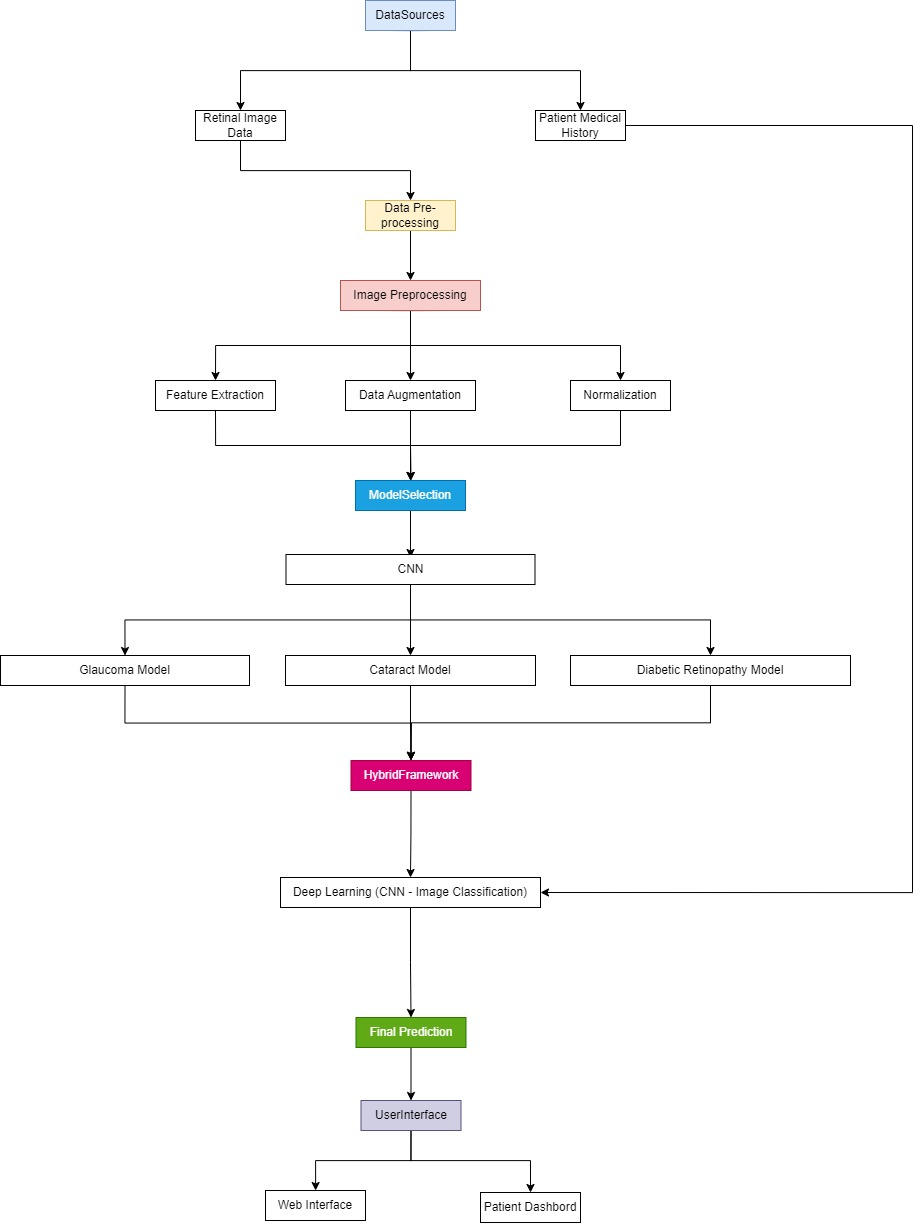 DataSources
Retinal Image
Data
Patient Medical
History
Data Pre-
processing
Image Preprocessing
Feature Extraction
Data Augmentation
Normalization
ModelSelection
CNN
Glaucoma Model
Cataract Model
Diabetic Retinopathy Model
HybridFramework
Deep Learning (CNN - Image Classification)
Final Prediction
UserInterface
Web Interface
Patient Dashbord